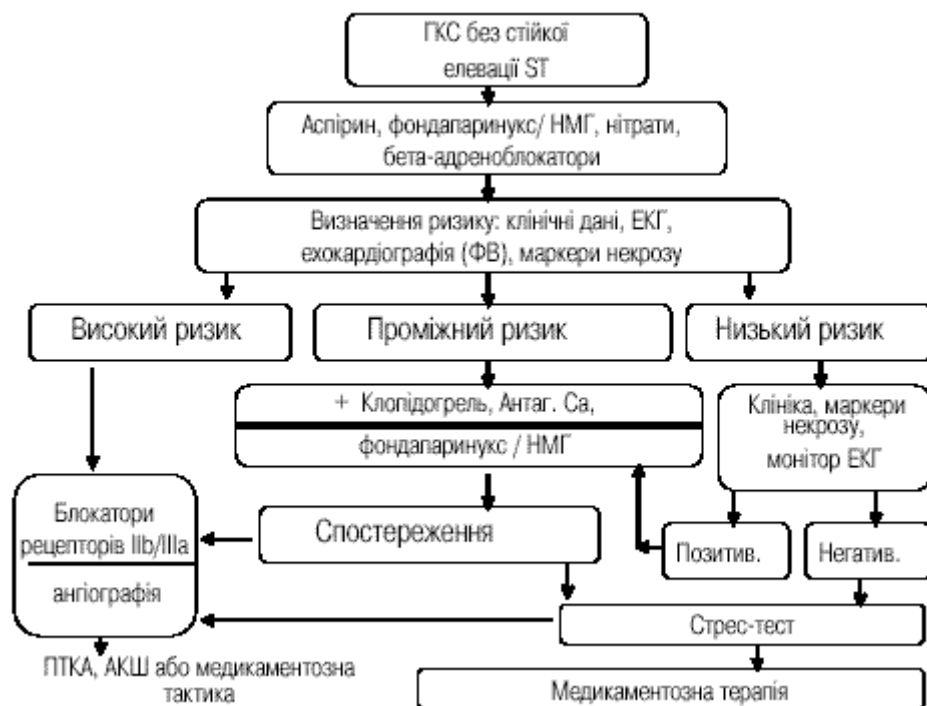 ГКС без стійкої
елевації ST
Аспірин, фондапаринукс/ НМГ, нітрати,
бета-адреноблокатори
Визначення ризику: клінічні дані, ЕКГ,
ехокардіографія (ФВ), маркери некрозу
Високий ризик
Проміжний ризик
Низький ризик
+ Клопідогрель, Антаг. Са,
фондапаринукс / НМГ
Клініка, маркери
некрозу,
монітор ЕКГ
Блокатори
рецепторів IIb/IIIa
ангіографія
Спостереження
Позитив.
Негатив.
Стрес-тест
ПТКА, АКШ або медикаментозна
тактика
Медикаментозна терапія